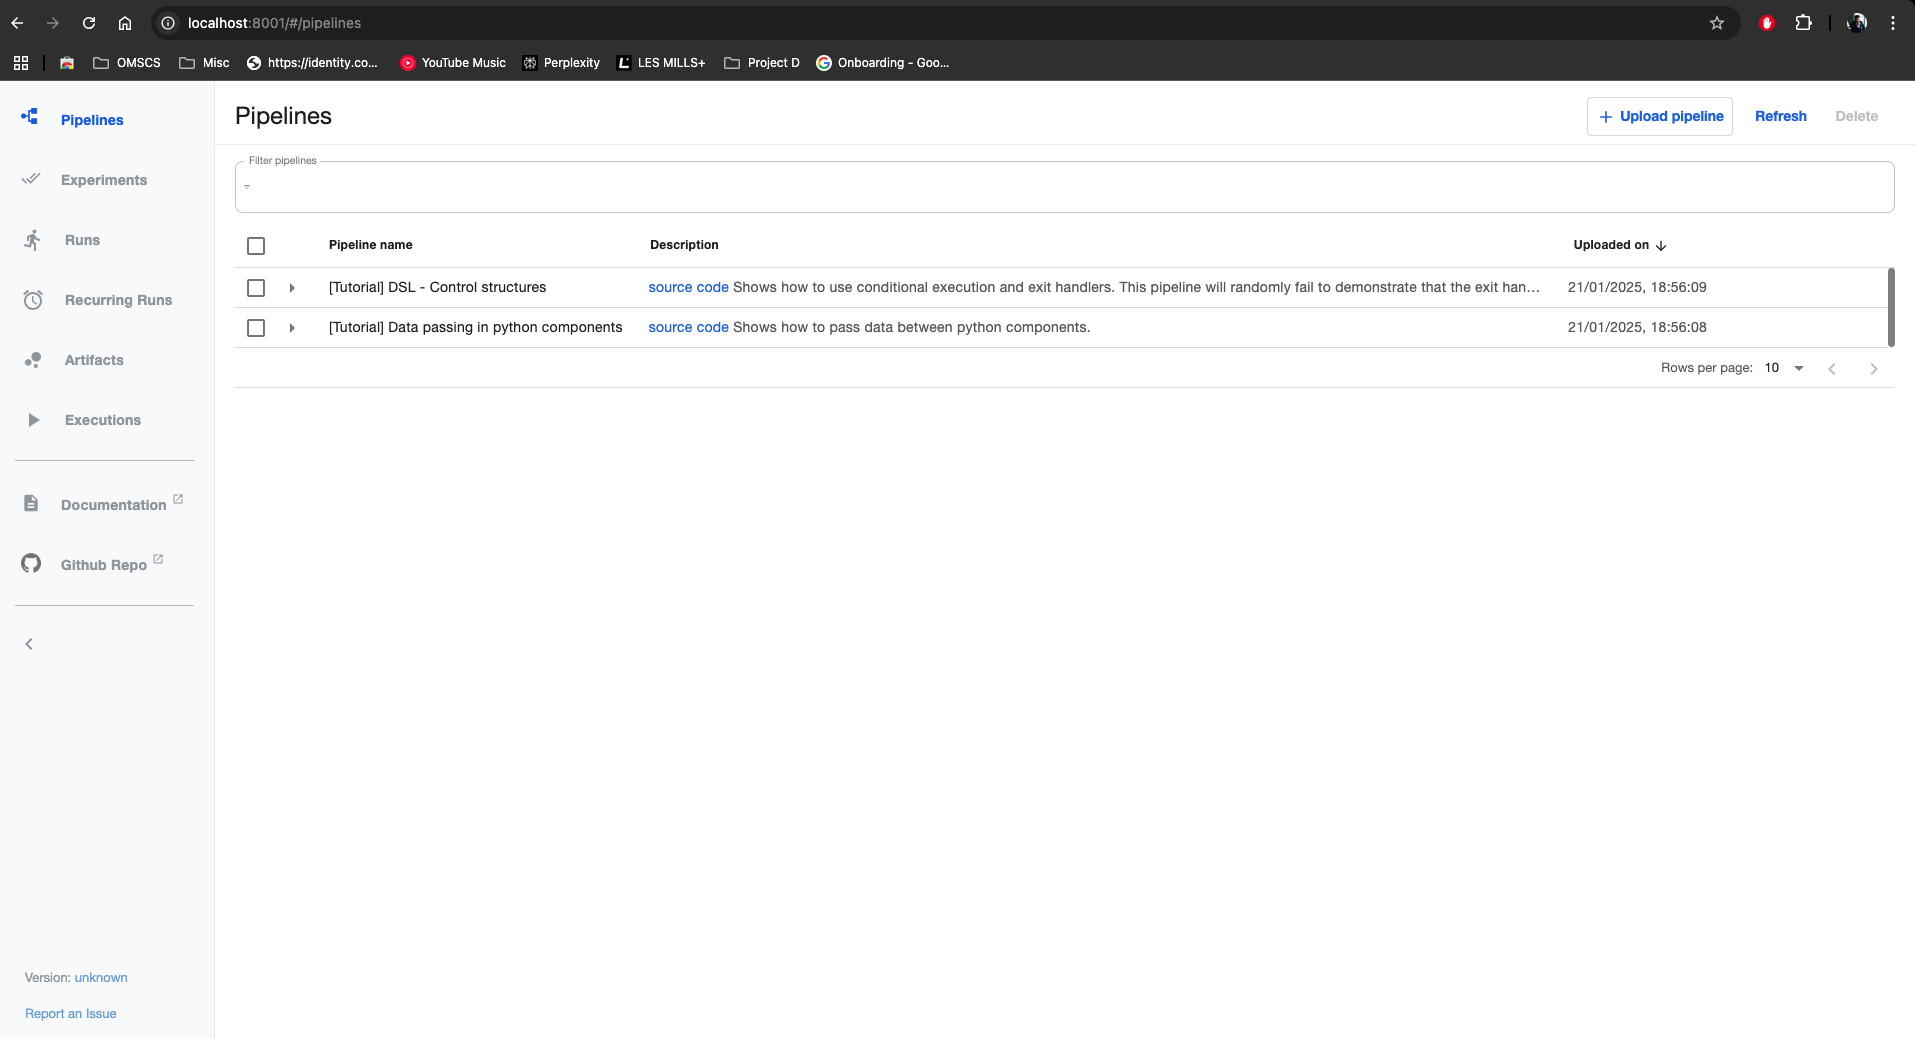 localhost:8001/#/pipelines
OMSCS Misc https://identity.co... YouTube Music Perplexity LES MILLS+ Project D Onboarding - Goo...
Pipelines
Experiments
Runs
Recurring Runs
Artifacts
Executions
Documentation
Github Repo
Version: unknown
Report an Issue
Pipelines
+ Upload pipeline Refresh Delete
Filter pipelines
Pipeline name Description Uploaded on
[Tutorial] DSL - Control structures source code Shows how to use conditional execution and exit handlers. This pipeline will randomly fail to demonstrate that the exit han... 21/01/2025, 18:56:09
[Tutorial] Data passing in python components source code Shows how to pass data between python components. 21/01/2025, 18:56:08
Rows per page: 10